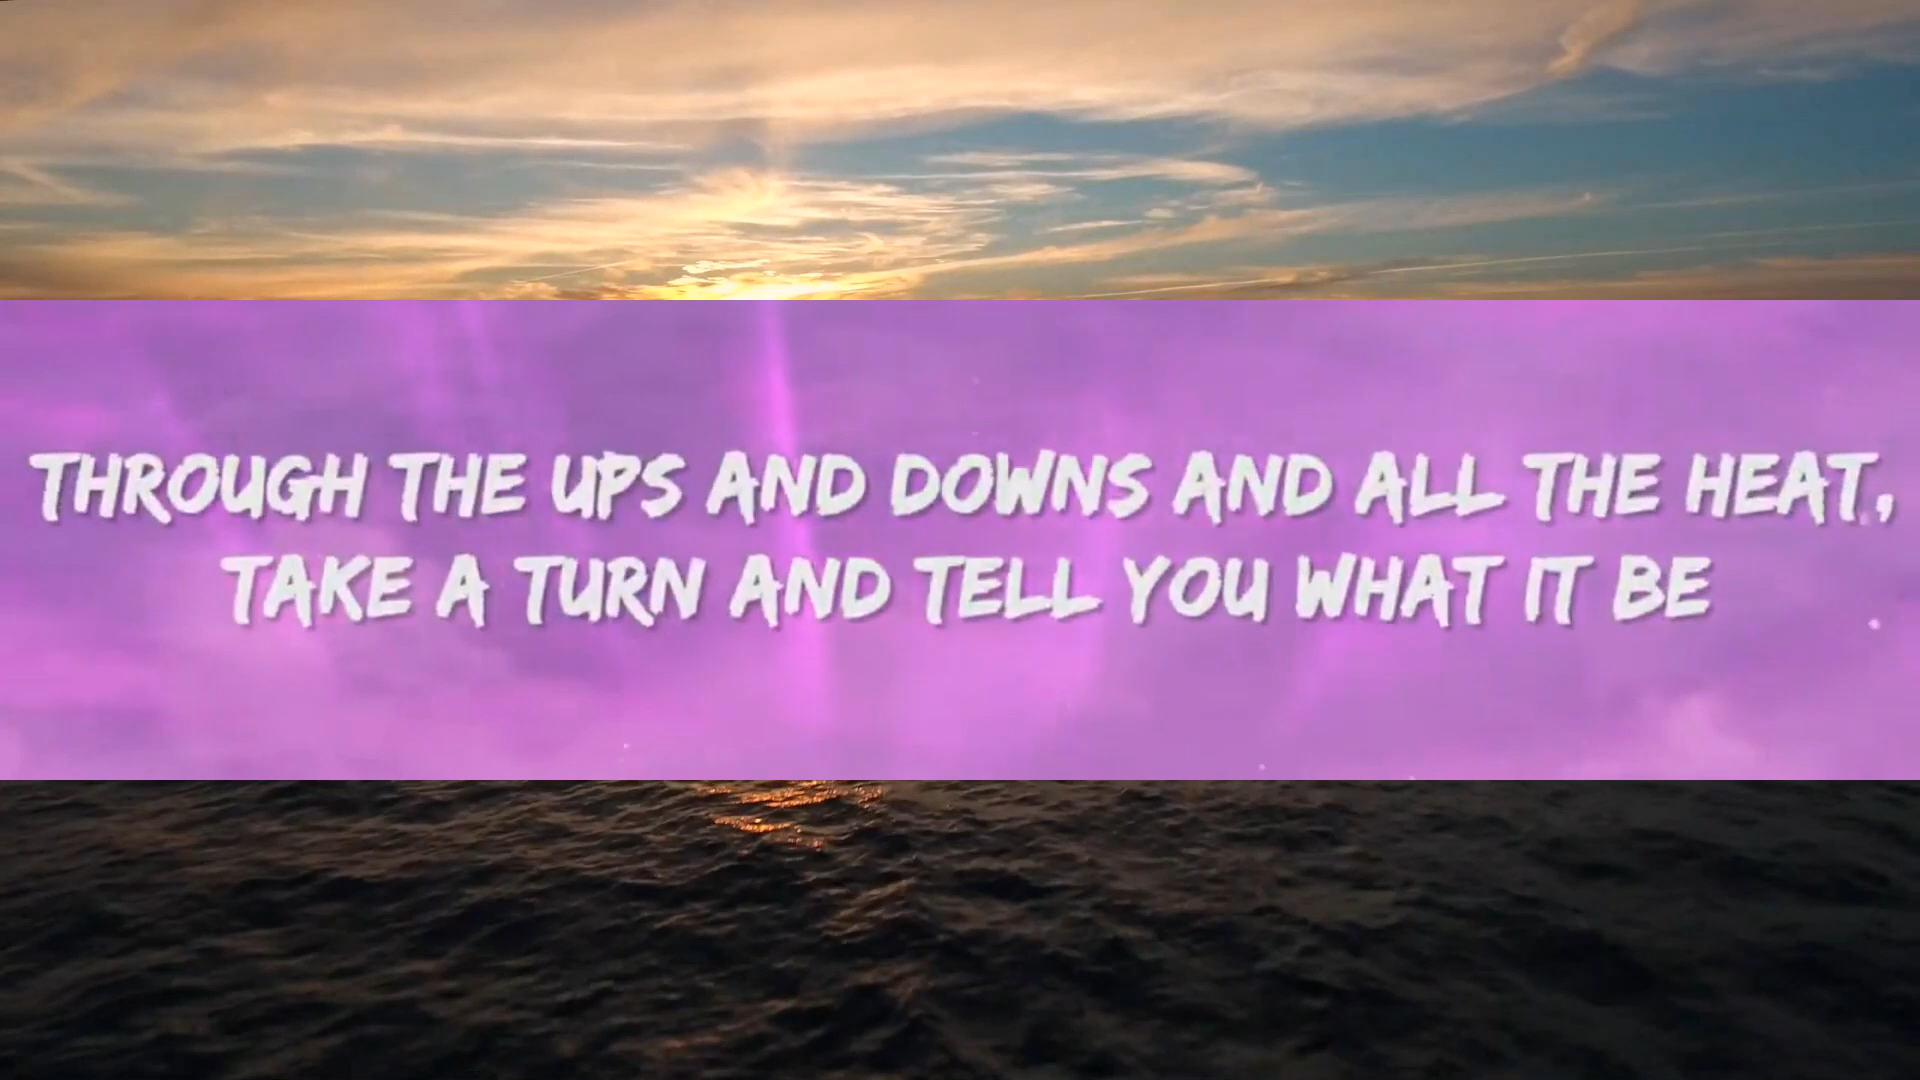 THROUGH THE UPS AND DOWNS AND ALL THE HEAT,
TAKE A TURN AND TELL YOU WHAT IT BE